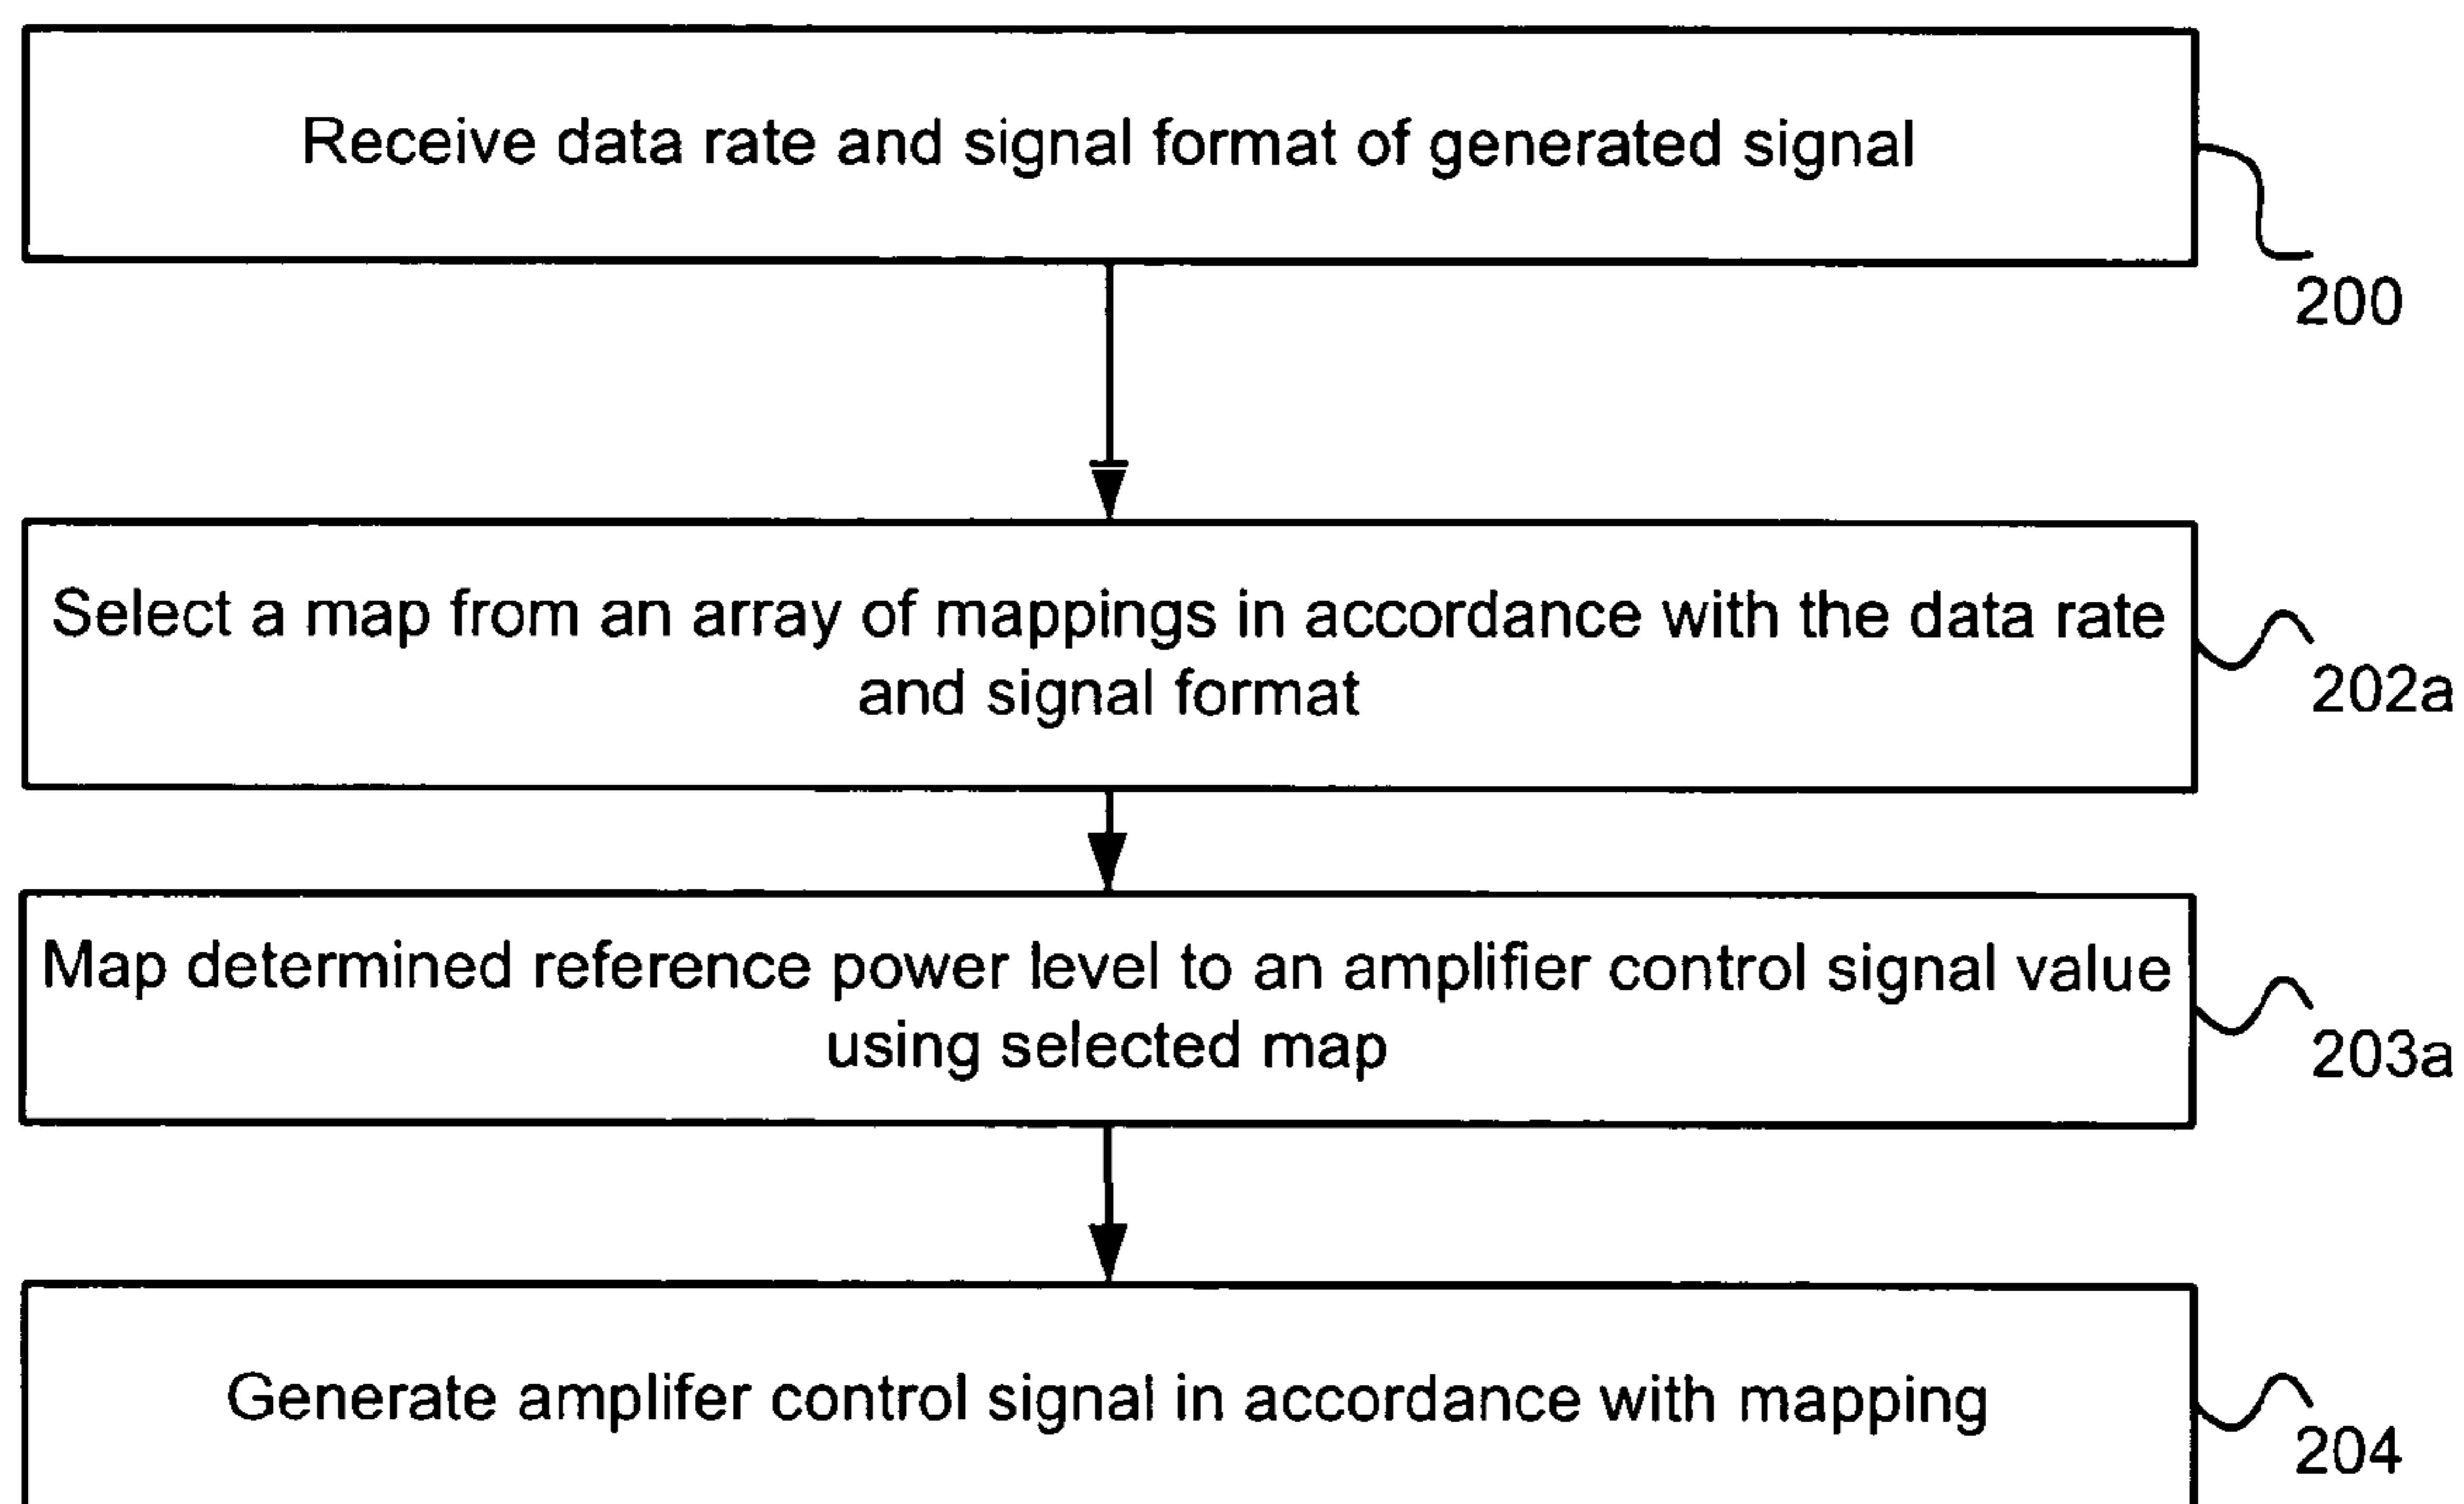 Receive data rate and signal format of generated signal
200
Select a map from an array of mappings in accordance with the data rate
and signal format
202a
Map determined reference power level to an amplifier control signal value
using selected map
203a
Generate amplifer control signal in accordance with mapping
204